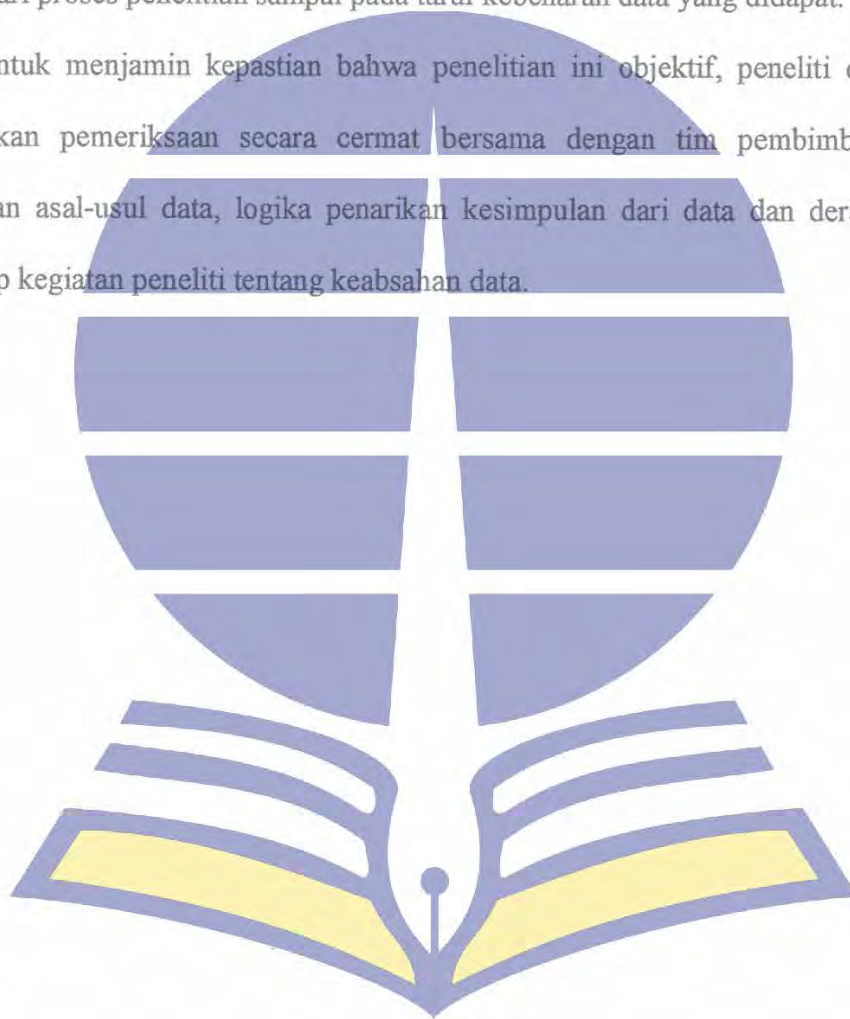 proses penelitian sampai pada taraf kebenaran data yang didapat.
ntuk menjamin kepastian bahwa penelitian ini objektif, peneliti
kan pemeriksaan secara cermat bersama dengan tim pembimb
an asal-usul data, logika penarikan kesimpulan dari data dan der
p kegiatan peneliti tentang keabsahan data.